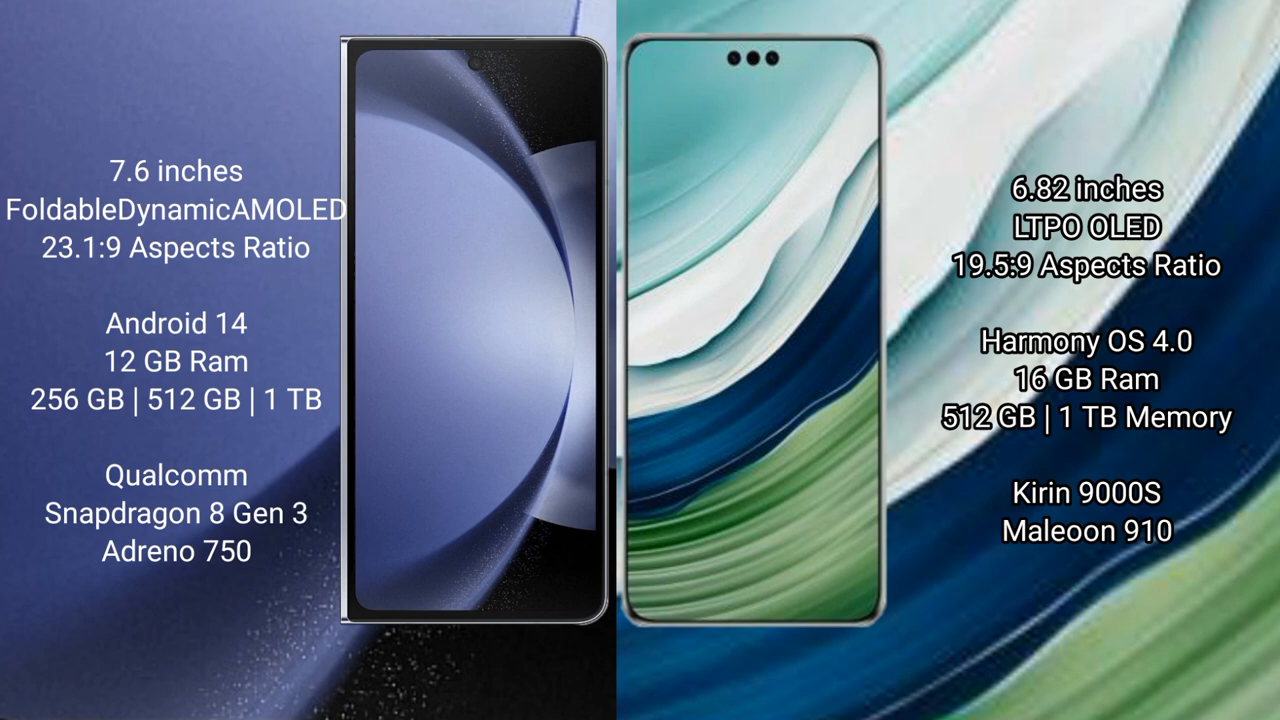 7.6 inches
FoldableDynamicAMOLED
23.1:9 Aspects Ratio
Android 14
12 GB Ram
256 GB | 512 GB | 1 TB
Qualcomm
Snapdragon 8 Gen 3
Adreno 750
6.82 inches
LTPO OLED
19.5:9 Aspects Ratio
Harmony OS 4.0
16 GB Ram
512 GB | 1 TB Memory
Kirin 9000S
Maleoon 910